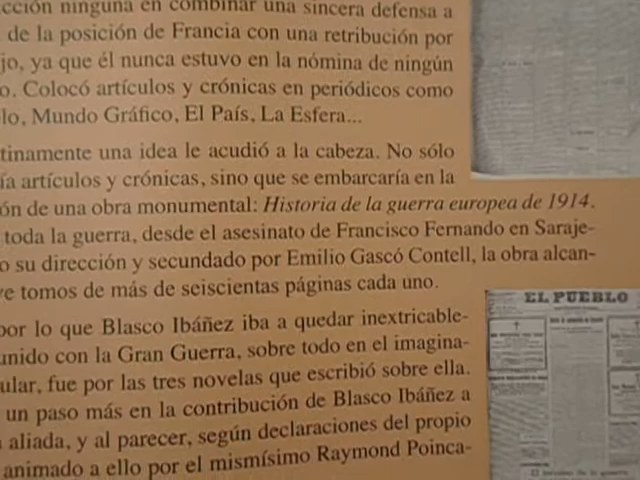 cción ninguna en combinar una sincera defensa a
de la posición de Francia con una retribución por
jo, ya que él nunca estuvo en la nómina de ningún
o. Colocó artículos y crónicas en periódicos como
lo, Mundo Gráfico, El País, La Esfera...
tinamente una idea le acudió a la cabeza. No sólo
ía artículos y crónicas, sino que se embarcaría en la
ón de una obra monumental: Historia de la guerra europea de 1914.
toda la guerra, desde el asesinato de Francisco Fernando en Saraje-
o su dirección y secundado por Emilio Gascó Contell, la obra alcan-
ve tomos de más de seiscientas páginas cada uno.
por lo que Blasco Ibáñez iba a quedar inextricable-
unido con la Gran Guerra, sobre todo en el imagina-
ular, fue por las tres novelas que escribió sobre ella.
un paso más en la contribución de Blasco Ibáñez a
a aliada, y al parecer, según declaraciones del propio
animado a ello por el mismísimo Raymond Poinca-
EL PUEBLO